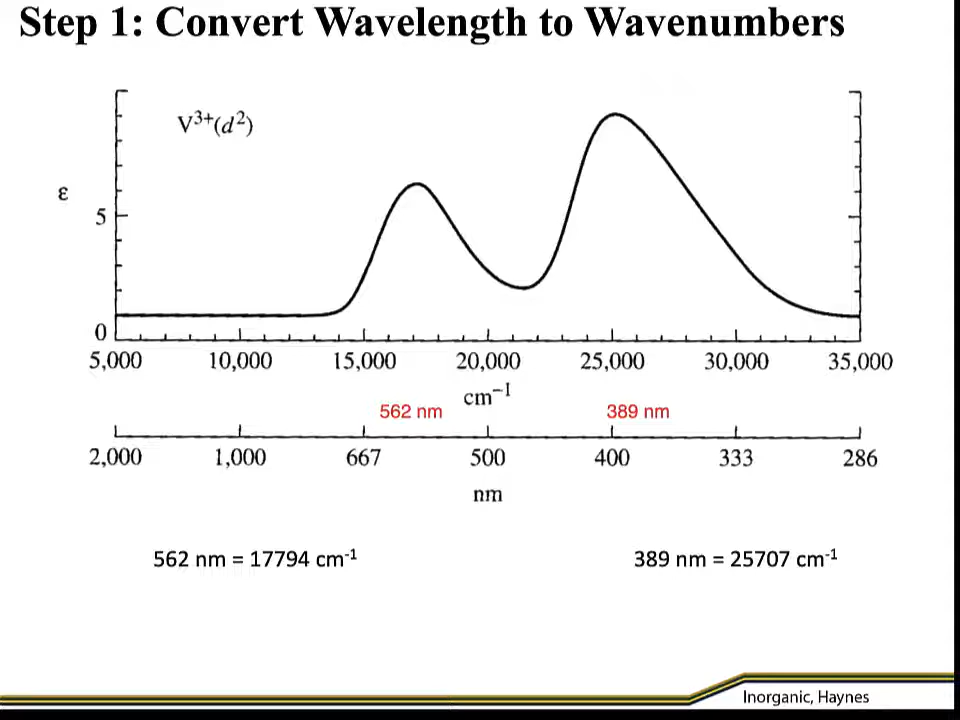 Step 1: Convert Wavelength to Wavenumbers
V³⁺(d²)
ε
5
0
5,000 10,000 15,000 20,000 25,000 30,000 35,000
cm⁻¹
562 nm 389 nm
2,000 1,000 667 500 400 333 286
nm
562 nm = 17794 cm⁻¹ 389 nm = 25707 cm⁻¹
Inorganic, Haynes